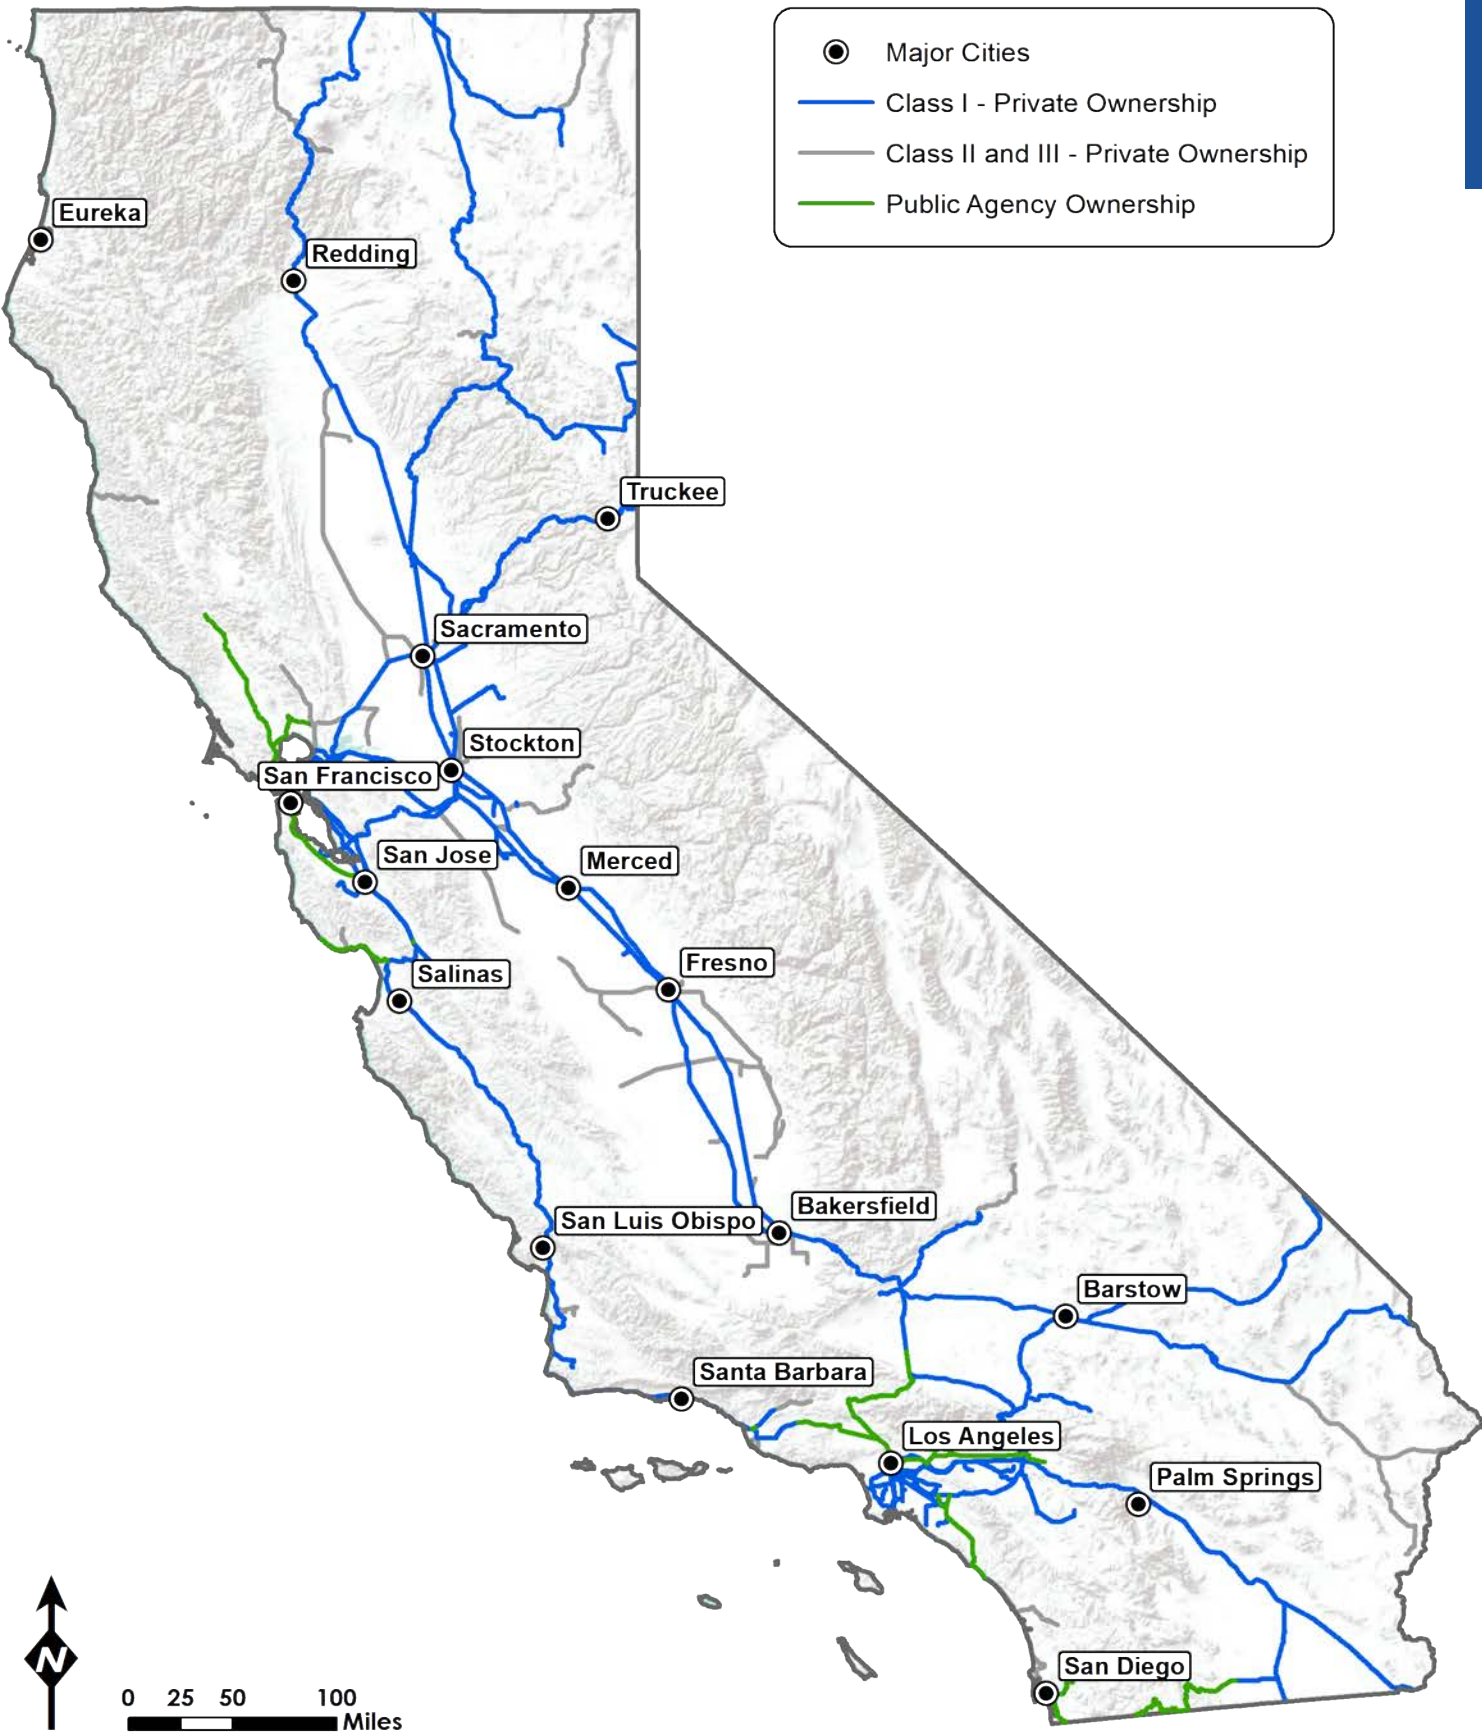 Major Cities
Class I - Private Ownership
Class II and III - Private Ownership
Public Agency Ownership
Eureka
Redding
Truckee
Sacramento
Stockton
San Francisco
San Jose
Merced
Fresno
Salinas
Bakersfield
San Luis Obispo
Barstow
Santa Barbara
Los Angeles
Palm Springs
San Diego
N
0 25 50 100
Miles